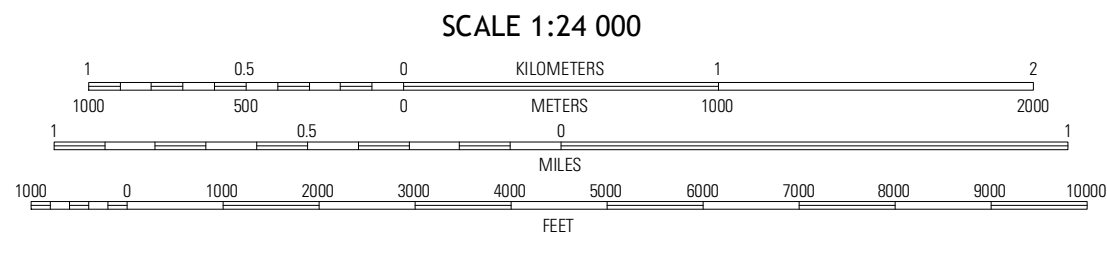 SCALE 1:24 000
1 0.5 0 KILOMETERS 1 2
1000 500 0 METERS 1000 2000
1 0.5 0 1
MILES
1000 0 1000 2000 3000 4000 5000 6000 7000 8000 9000 10000
FEET